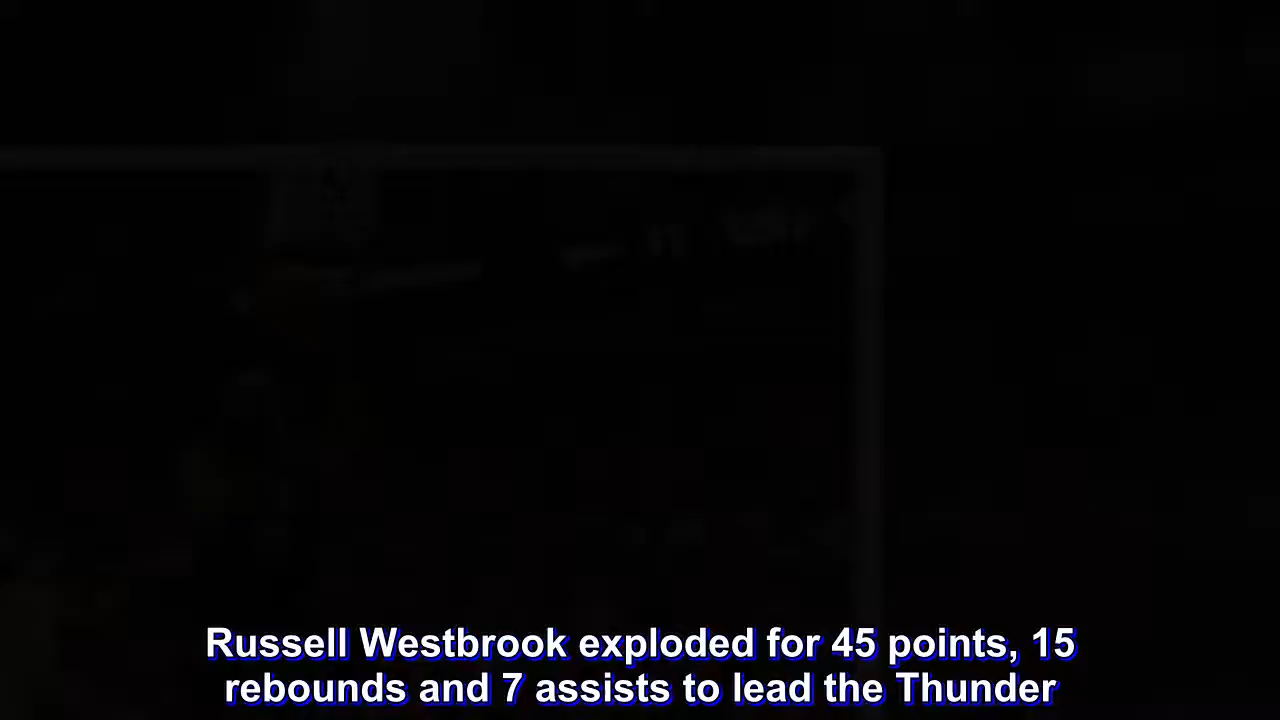 Russell Westbrook exploded for 45 points, 15
rebounds and 7 assists to lead the Thunder